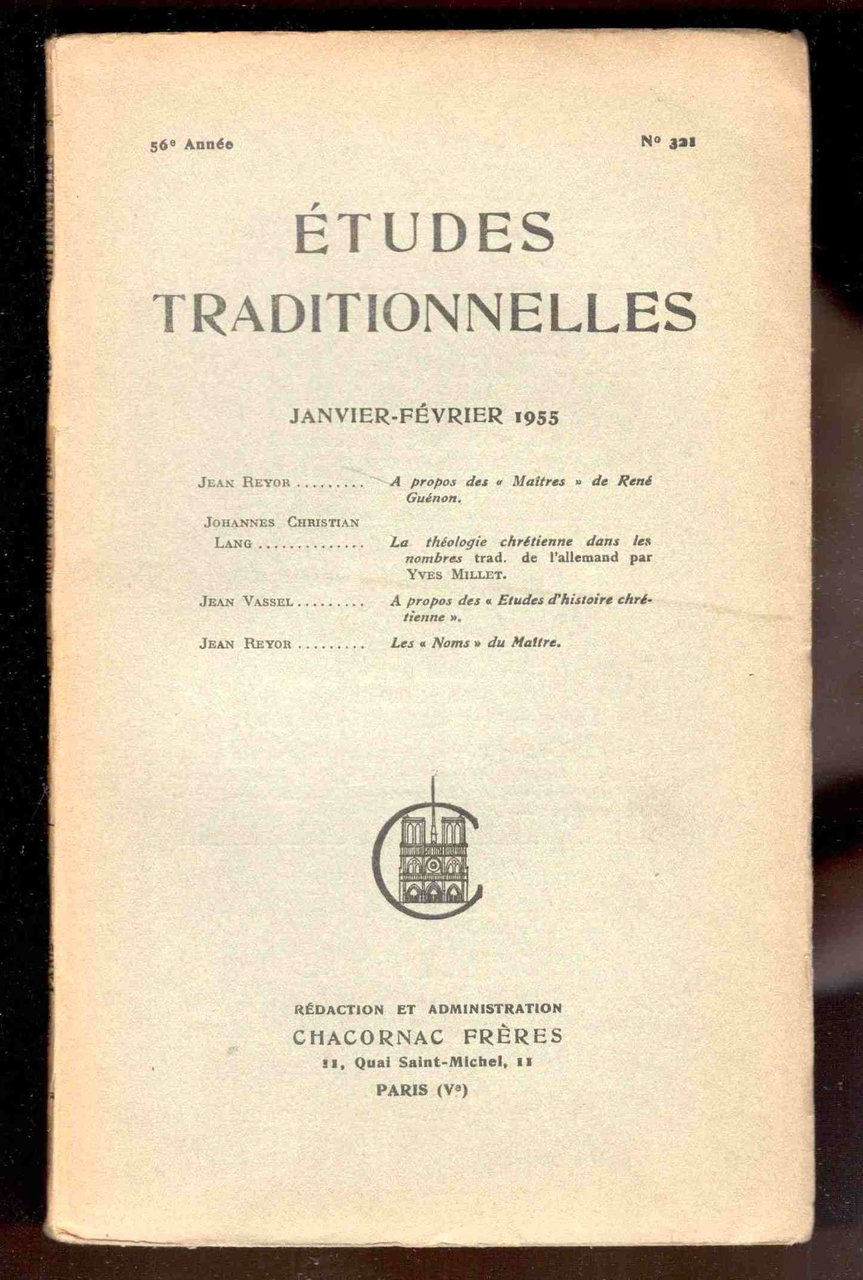 56e Année
No 321
ÉTUDES
TRADITIONNELLES
JANVIER-FÉVRIER 1955
JEAN REYOR ......... A propos des « Maîtres » de René
Guénon.
JOHANNES CHRISTIAN
LANG .............. La théologie chrétienne dans les
nombres trad. de l'allemand par
YVES MILLET.
JEAN VASSEL ......... A propos des « Etudes d'histoire chré-
tienne ».
JEAN REYOR ......... Les « Noms » du Maître.
RÉDACTION ET ADMINISTRATION
CHACORNAC FRÈRES
11, Quai Saint-Michel, 11
PARIS (Ve)